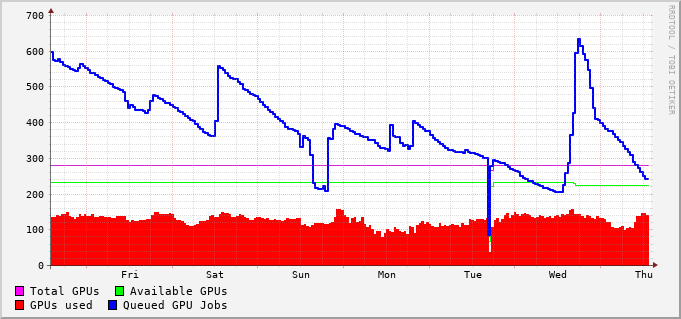 700
600
500
400
300
200
100
0
Fri Sat Sun Mon Tue Wed Thu
Total GPUs Available GPUs
GPUs used Queued GPU Jobs
RRDTOOL / TOBI OETIKER